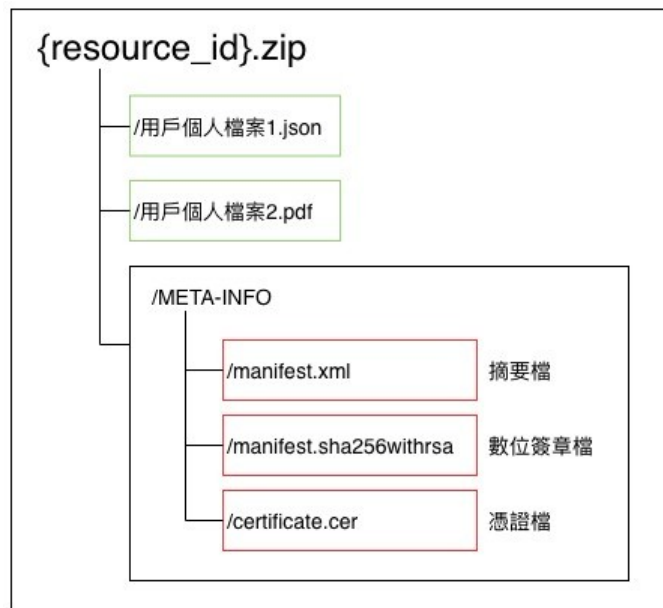 {resource_id}.zip
/用戶個人檔案1.json
/用戶個人檔案2.pdf
/META-INFO
/manifest.xml 摘要檔
/manifest.sha256withrsa 數位簽章檔
/certificate.cer 憑證檔